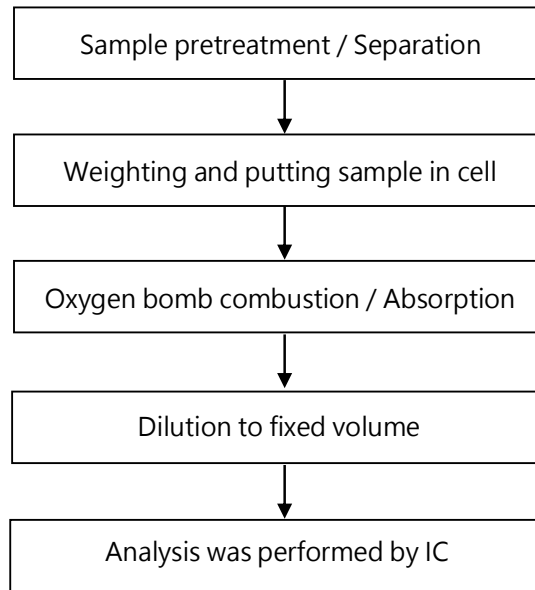 Sample pretreatment / Separation
Weighting and putting sample in cell
Oxygen bomb combustion / Absorption
Dilution to fixed volume
Analysis was performed by IC